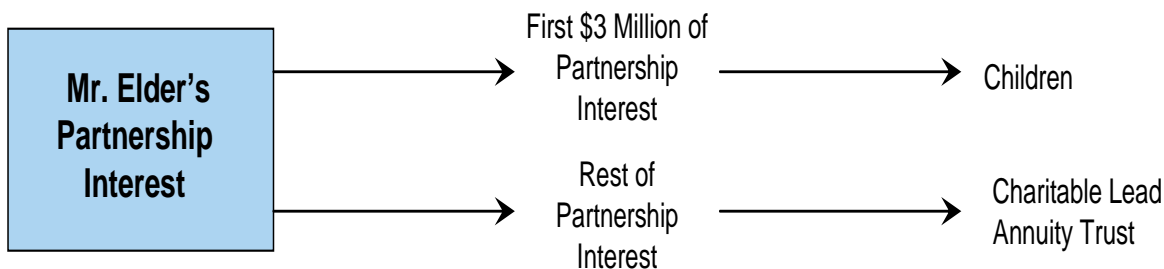 Mr. Elder’s
Partnership
Interest
First $3 Million of
Partnership
Interest
Children
Rest of
Partnership
Interest
Charitable Lead
Annuity Trust